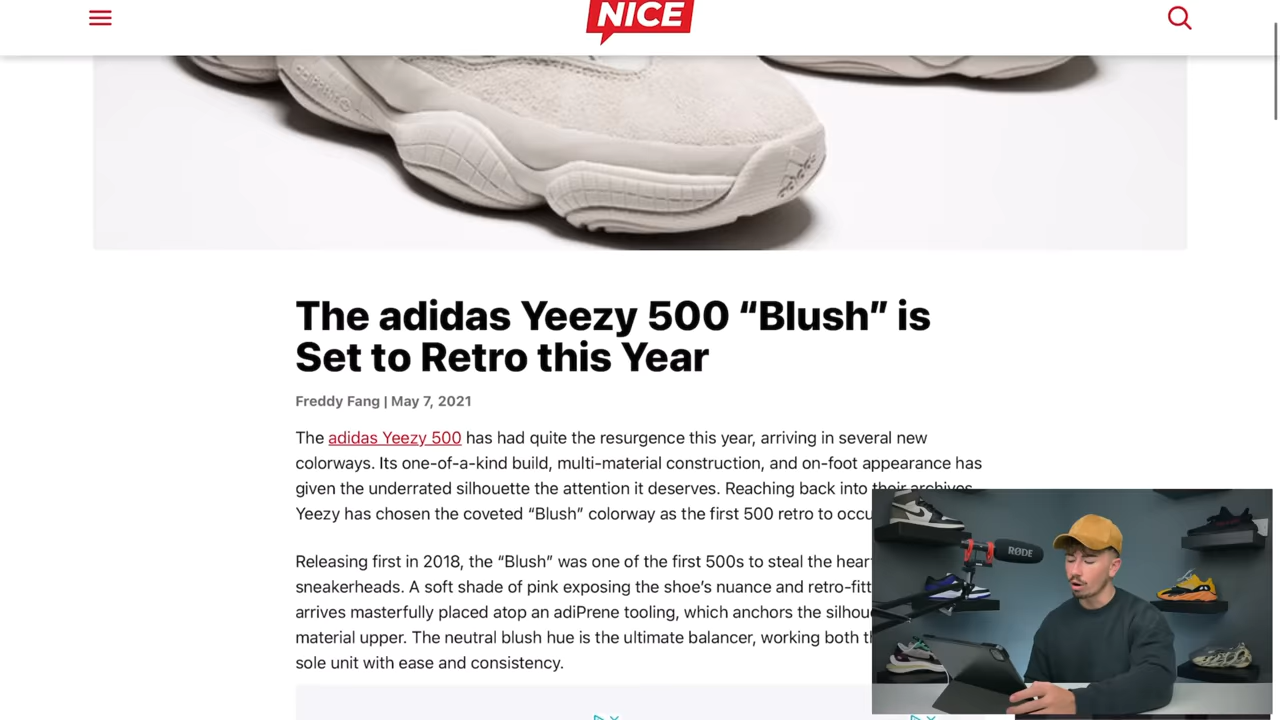 NICE
The adidas Yeezy 500 “Blush” is
Set to Retro this Year
Freddy Fang | May 7, 2021
The adidas Yeezy 500 has had quite the resurgence this year, arriving in several new
colorways. Its one-of-a-kind build, multi-material construction, and on-foot appearance has
given the underrated silhouette the attention it deserves. Reaching back into their archives,
Yeezy has chosen the coveted “Blush” colorway as the first 500 retro to
Releasing first in 2018, the “Blush” was one of the first 500s to steal the
sneakerheads. A soft shade of pink exposing the shoe’s nuance and
arrives masterfully placed atop an adiPrene tooling, which anchors the
material upper. The neutral blush hue is the ultimate balancer, working both
sole unit with ease and consistency.
RØDE